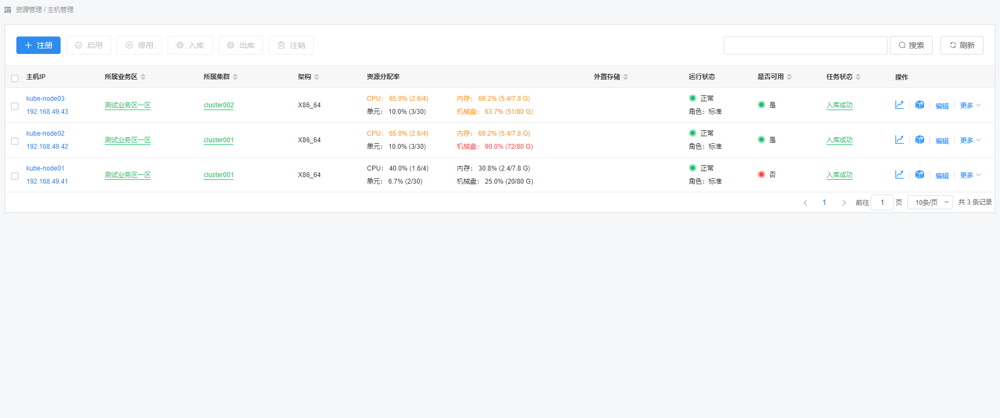 资源管理 / 主机管理
注册 启用 停用 入库 出库 注销 搜索 刷新
主机IP 所属业务区 所属集群 架构 资源分配率 外置存储 运行状态 是否可用 任务状态 操作
kube-node03 CPU： 65.0% (2.6/4) 内存： 69.2% (5.4/7.8 G) 正常
测试业务区一区 cluster002 X86_64 是 入库成功 编辑 更多
192.168.49.43 单元： 10.0% (3/30) 机械盘： 63.7% (51/80 G) 角色：标准
kube-node02 CPU： 65.0% (2.6/4) 内存： 69.2% (5.4/7.8 G) 正常
测试业务区一区 cluster001 X86_64 是 入库成功 编辑 更多
192.168.49.42 单元： 10.0% (3/30) 机械盘： 90.0% (72/80 G) 角色：标准
kube-node01 CPU： 40.0% (1.6/4) 内存： 30.8% (2.4/7.8 G) 正常
测试业务区一区 cluster001 X86_64 否 入库成功 编辑 更多
192.168.49.41 单元： 6.7% (2/30) 机械盘： 25.0% (20/80 G) 角色：标准
1 前往 1 页 10条/页 共 3 条记录